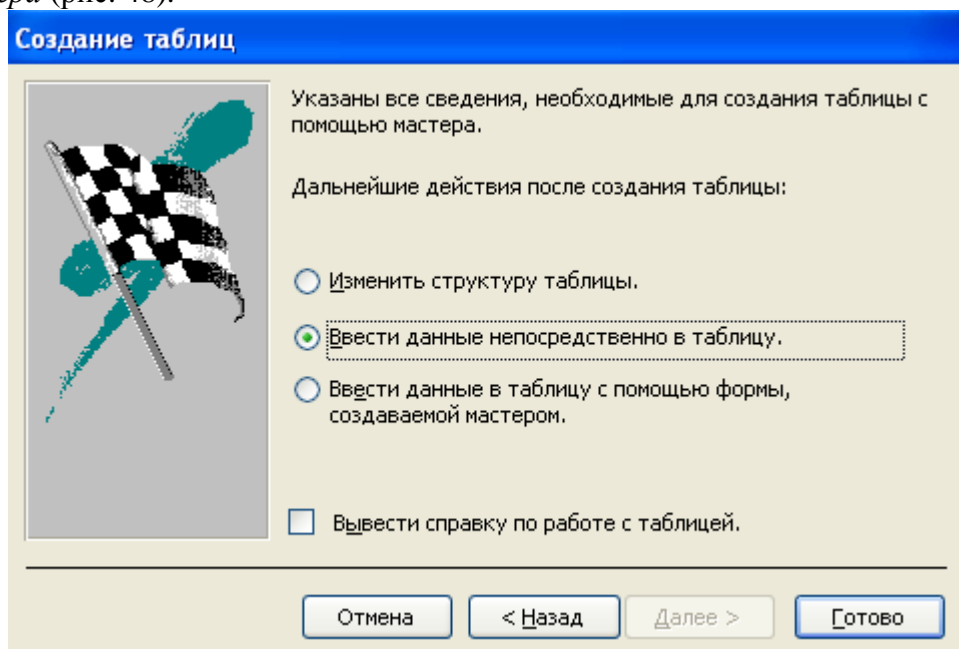 Создание таблиц
Указаны все сведения, необходимые для создания таблицы с
помощью мастера.
Дальнейшие действия после создания таблицы:
Изменить структуру таблицы.
Ввести данные непосредственно в таблицу.
Ввести данные в таблицу с помощью формы,
создаваемой мастером.
Вывести справку по работе с таблицей.
Отмена
< Назад
Далее >
Готово